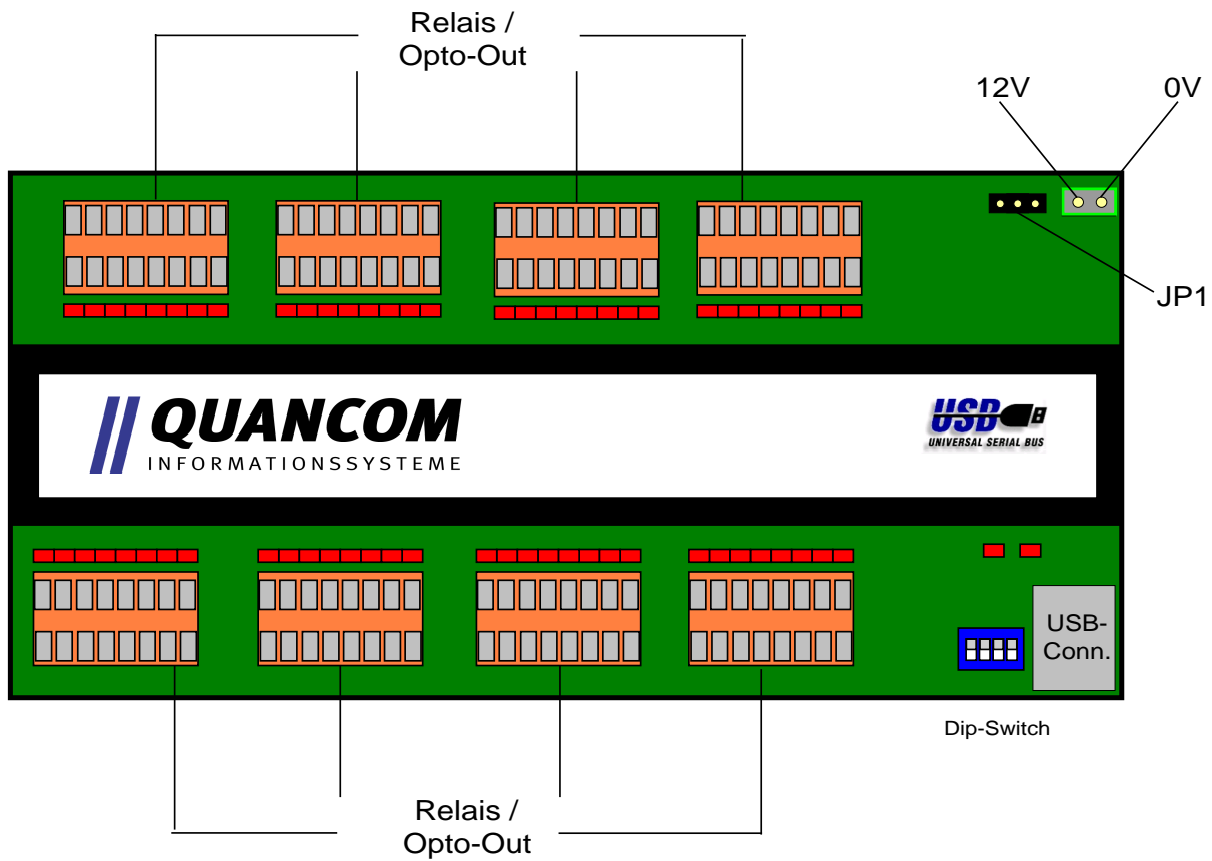 Relais /
Opto-Out
12V
0V
JP1
QUANCOM
INFORMATIONSSYSTEME
USB
UNIVERSAL SERIAL BUS
USB-
Conn.
Dip-Switch
Relais /
Opto-Out